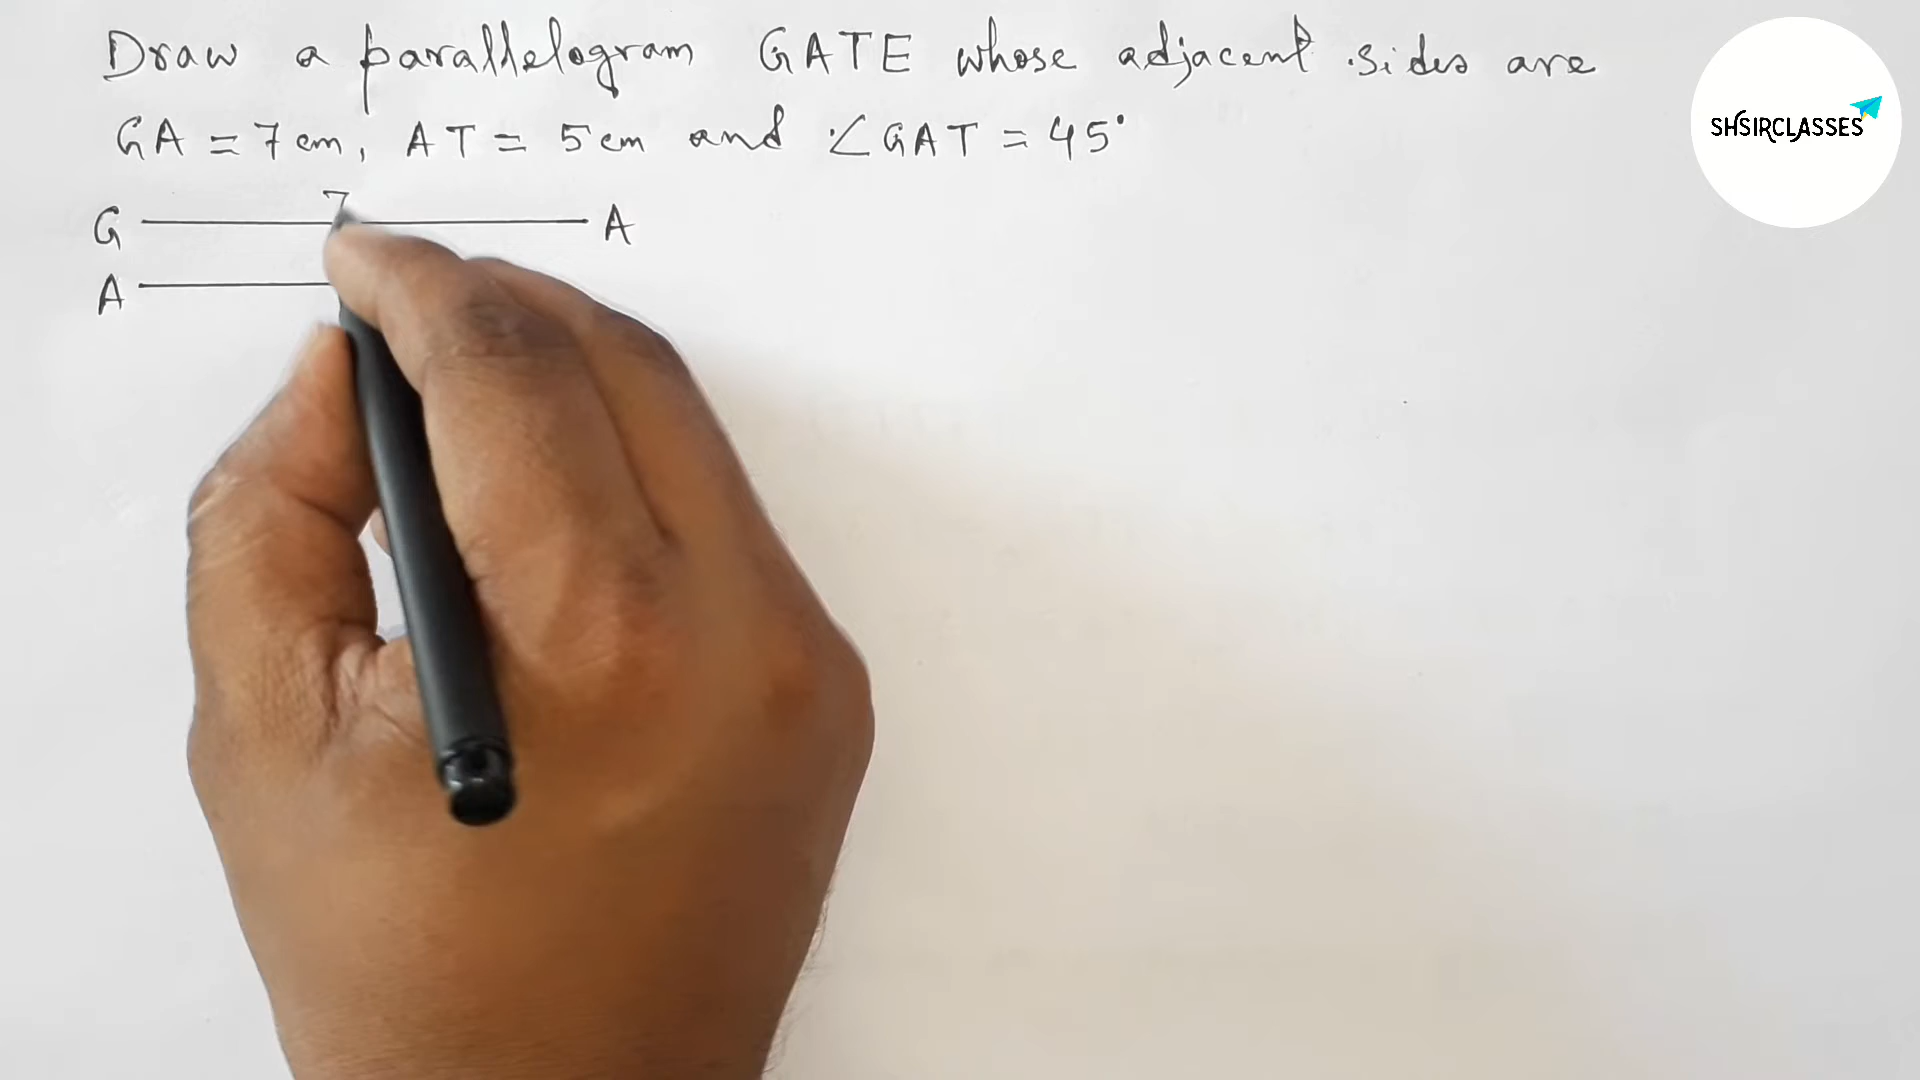 Draw a parallelogram GATE whose adjacent sides are
GA = 7 cm, AT = 5 cm and ∠GAT = 45°
SHSIRCLASSES
7
G A
A